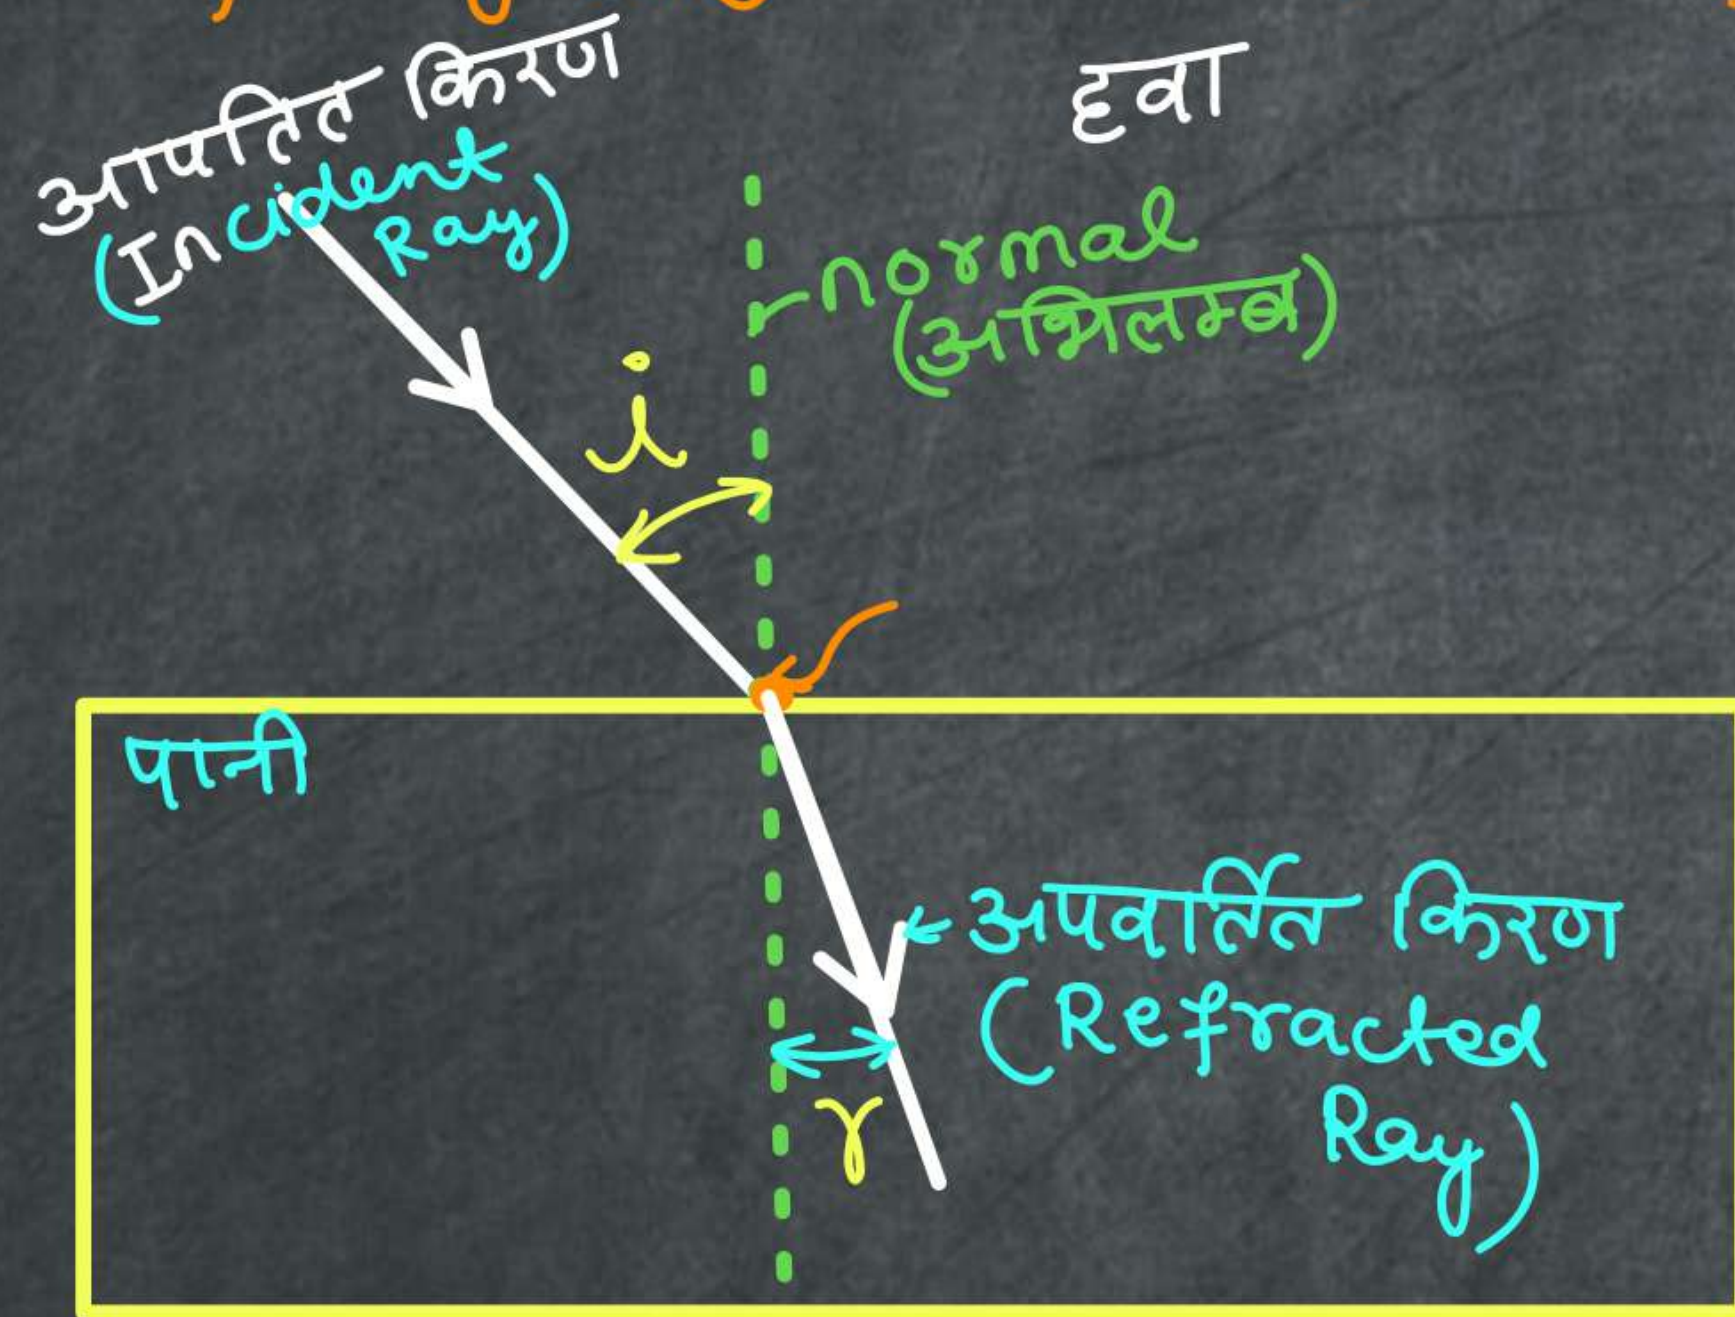 आपतित किरण
(Incident
Ray)
हवा
normal
(अभिलम्ब)
i
पानी
अपवर्तित किरण
(Refracted
Ray)
r